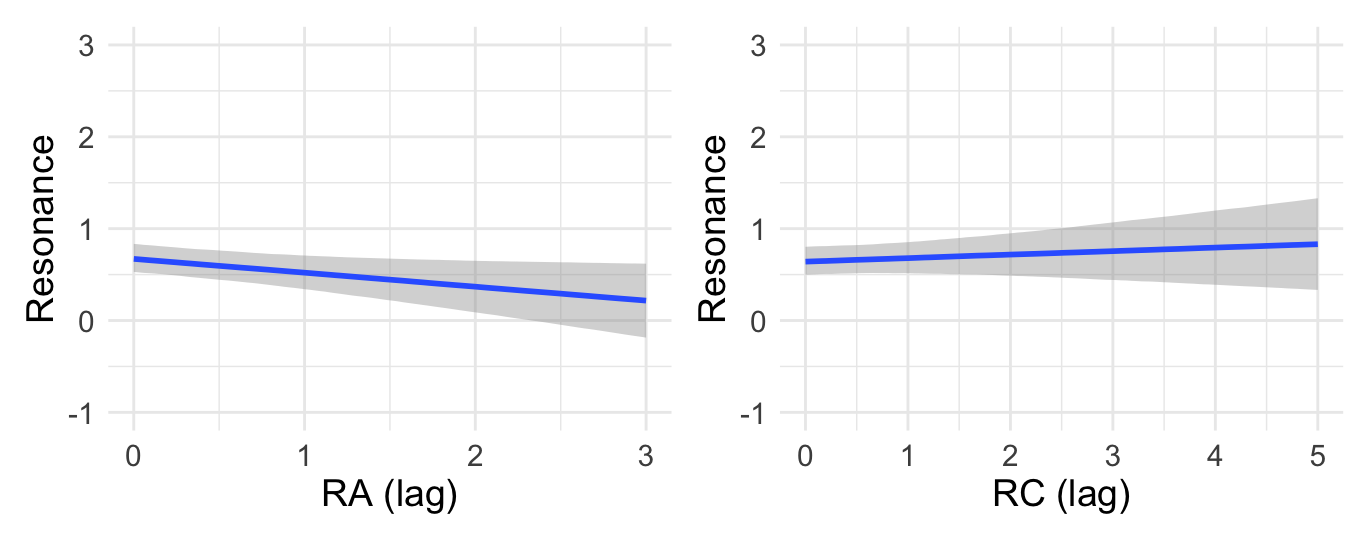 Resonance
3
2
1
0
-1
0 1 2 3
RA (lag)
Resonance
3
2
1
0
-1
0 1 2 3 4 5
RC (lag)